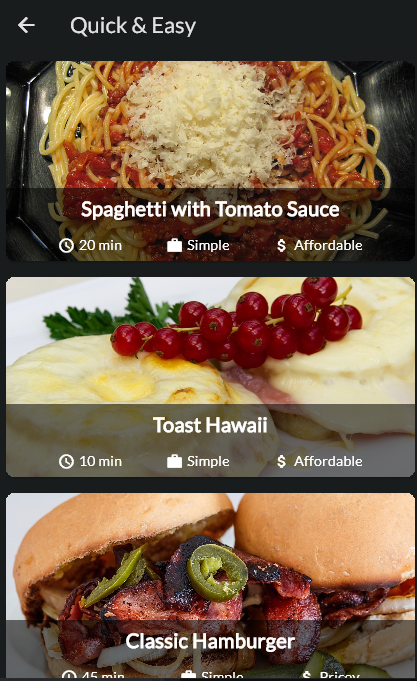 Quick & Easy
Spaghetti with Tomato Sauce
20 min Simple $ Affordable
Toast Hawaii
10 min Simple $ Affordable
Classic Hamburger
45 min Simple $ Pricey